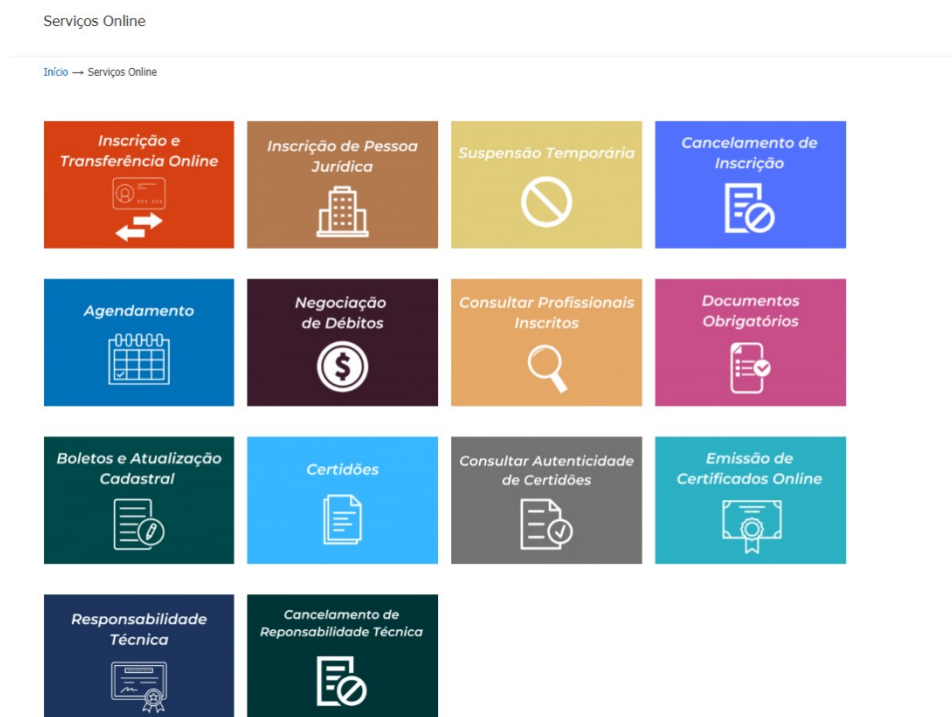 Serviços Online
Início → Serviços Online
Inscrição e
Transferência Online
Inscrição de Pessoa
Jurídica
Suspensão Temporária
Cancelamento de
Inscrição
Agendamento
Negociação
de Débitos
Consultar Profissionais
Inscritos
Documentos
Obrigatórios
Boletos e Atualização
Cadastral
Certidões
Consultar Autenticidade
de Certidões
Emissão de
Certificados Online
Responsabilidade
Técnica
Cancelamento de
Reponsabilidade Técnica